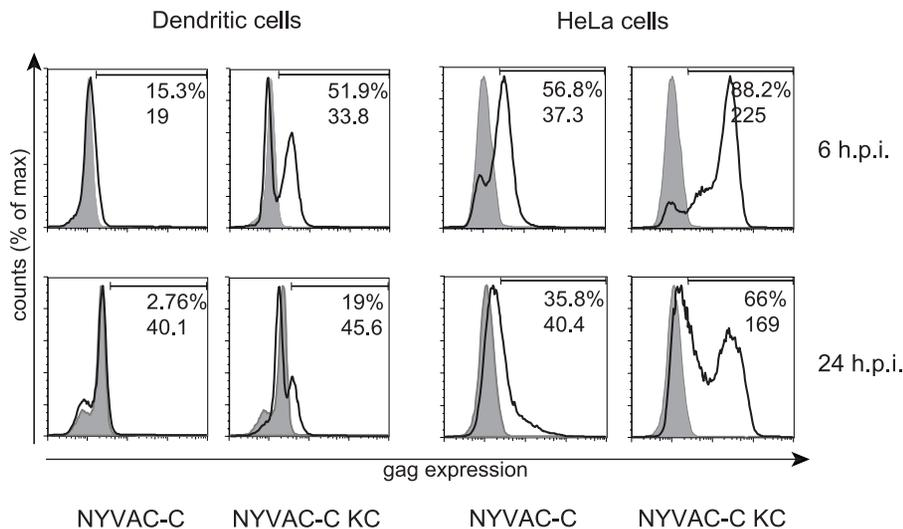 Dendritic cells HeLa cells
15.3% 51.9% 56.8% 88.2%
19 33.8 37.3 225
6 h.p.i.
counts (% of max)
2.76% 19% 35.8% 66%
40.1 45.6 40.4 169
24 h.p.i.
gag expression
NYVAC-C NYVAC-C KC NYVAC-C NYVAC-C KC